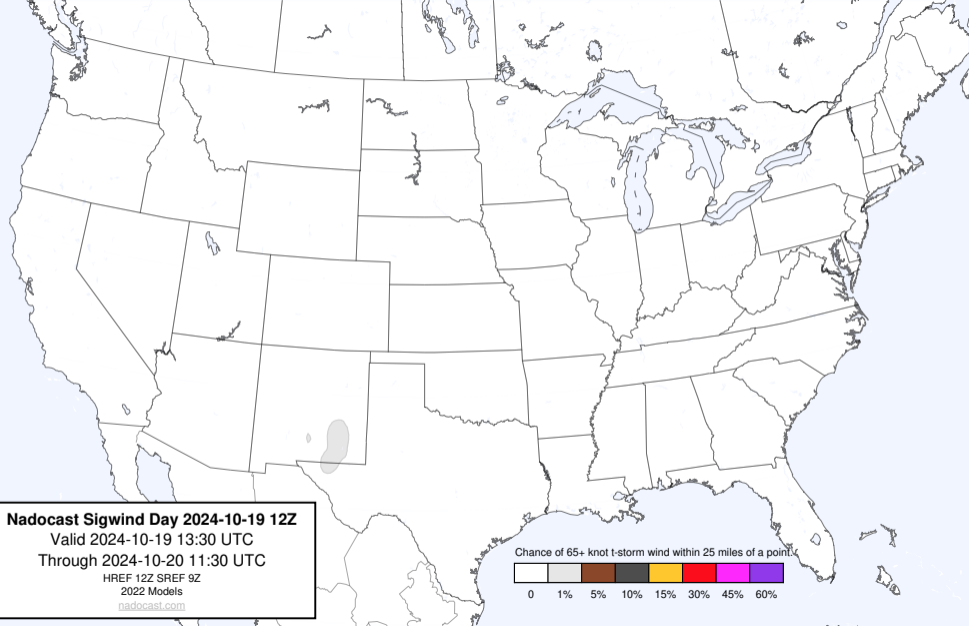 Nadocast Sigwind Day 2024-10-19 12Z
Valid 2024-10-19 13:30 UTC
Through 2024-10-20 11:30 UTC
HREF 12Z SREF 9Z
2022 Models
nadocast.com
Chance of 65+ knot t-storm wind within 25 miles of a point.
0 1% 5% 10% 15% 30% 45% 60%